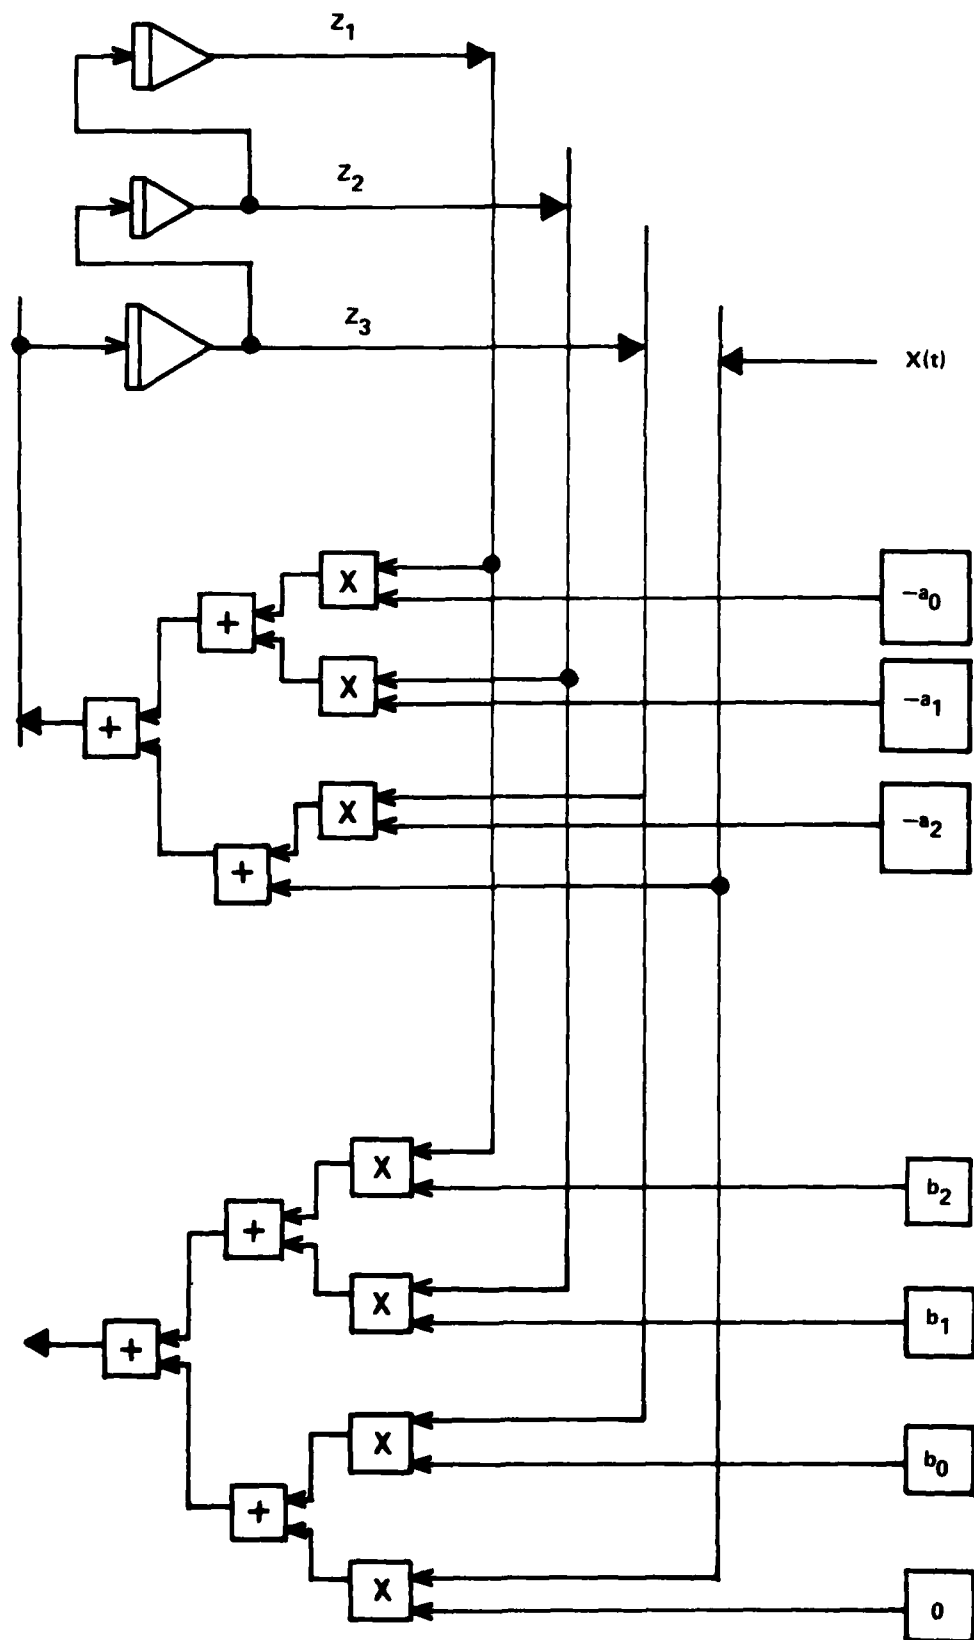 Z1
Z2
Z3
X(t)
X
−a0
+
X
−a1
+
X
−a2
+
X
b2
+
X
b1
+
X
b0
+
X
0